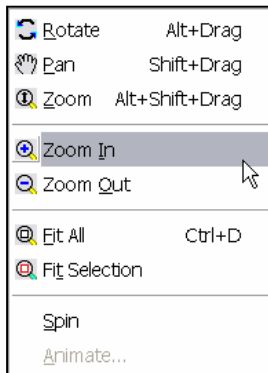 Rotate Alt+Drag
Pan Shift+Drag
Zoom Alt+Shift+Drag
Zoom In
Zoom Out
Fit All Ctrl+D
Fit Selection
Spin
Animate...